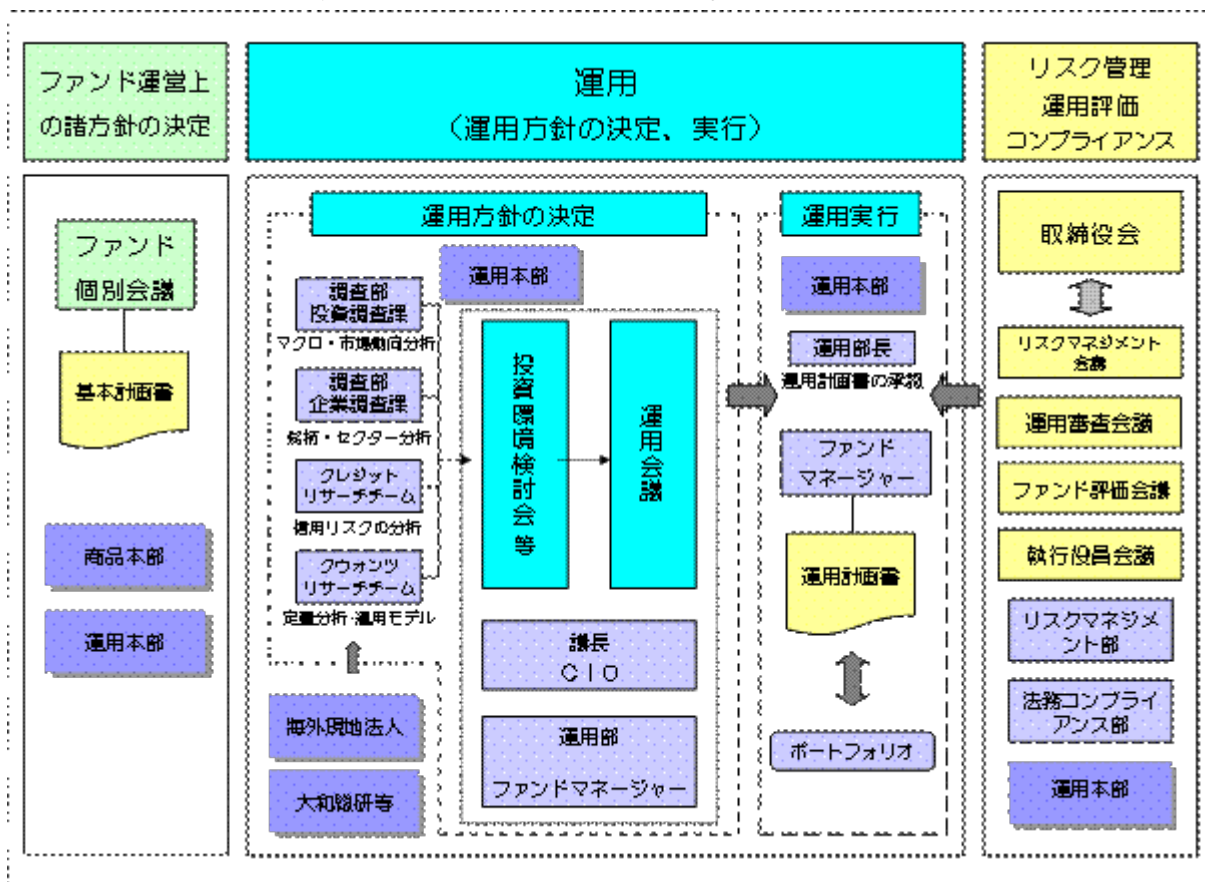 ファンド運営上
の諸方針の決定
運用
（運用方針の決定、実行）
リスク管理
運用評価
コンプライアンス
ファンド
個別会議
基本計画書
商品本部
運用本部
運用方針の決定
運用本部
調査部
投資調査課
マクロ・市場動向分析
調査部
企業調査課
銘柄・セクター分析
クレジット
リサーチチーム
信用リスクの分析
クウォンツ
リサーチチーム
定量分析・運用モデル
海外現地法人
大和総研等
投資環境検討会等
運用会議
議長
CIO
運用部
ファンドマネージャー
運用実行
運用本部
運用部長
運用計画書の承認
ファンド
マネージャー
運用計画書
ポートフォリオ
取締役会
リスクマネジメント
会議
運用審査会議
ファンド評価会議
執行役員会議
リスクマネジメ
ント部
法務コンプライ
アンス部
運用本部